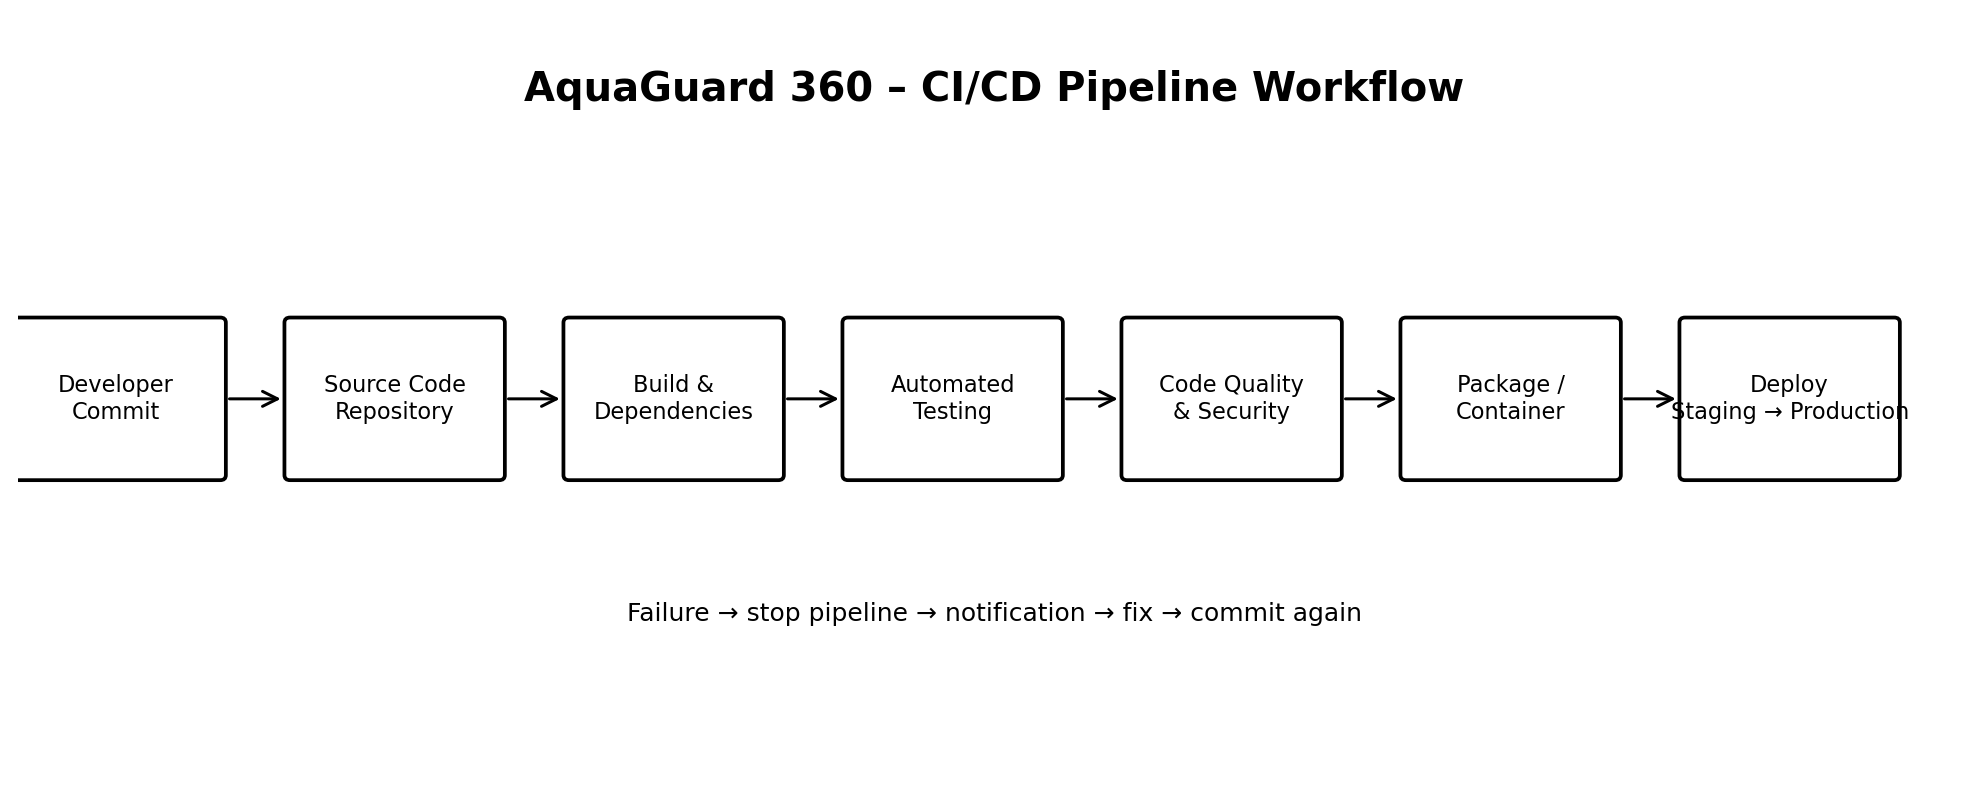 AquaGuard 360 – CI/CD Pipeline Workflow
Developer
Commit
Source Code
Repository
Build &
Dependencies
Automated
Testing
Code Quality
& Security
Package /
Container
Deploy
Staging → Production
Failure → stop pipeline → notification → fix → commit again